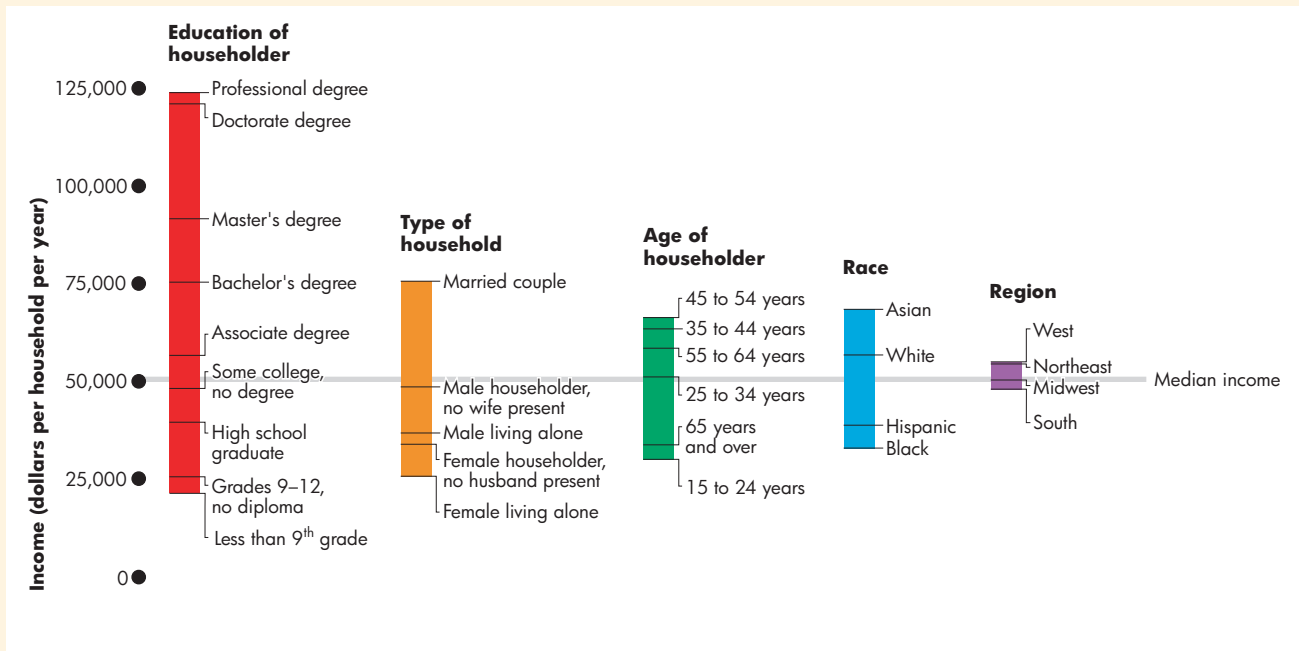 Income (dollars per household per year)
125,000
100,000
75,000
50,000
25,000
0
Education of
householder
Professional degree
Doctorate degree
Master's degree
Bachelor's degree
Associate degree
Some college,
no degree
High school
graduate
Grades 9–12,
no diploma
Less than 9th grade
Type of
household
Married couple
Male householder,
no wife present
Male living alone
Female householder,
no husband present
Female living alone
Age of
householder
45 to 54 years
35 to 44 years
55 to 64 years
25 to 34 years
65 years
and over
15 to 24 years
Race
Asian
White
Hispanic
Black
Region
West
Northeast
Midwest
South
Median income